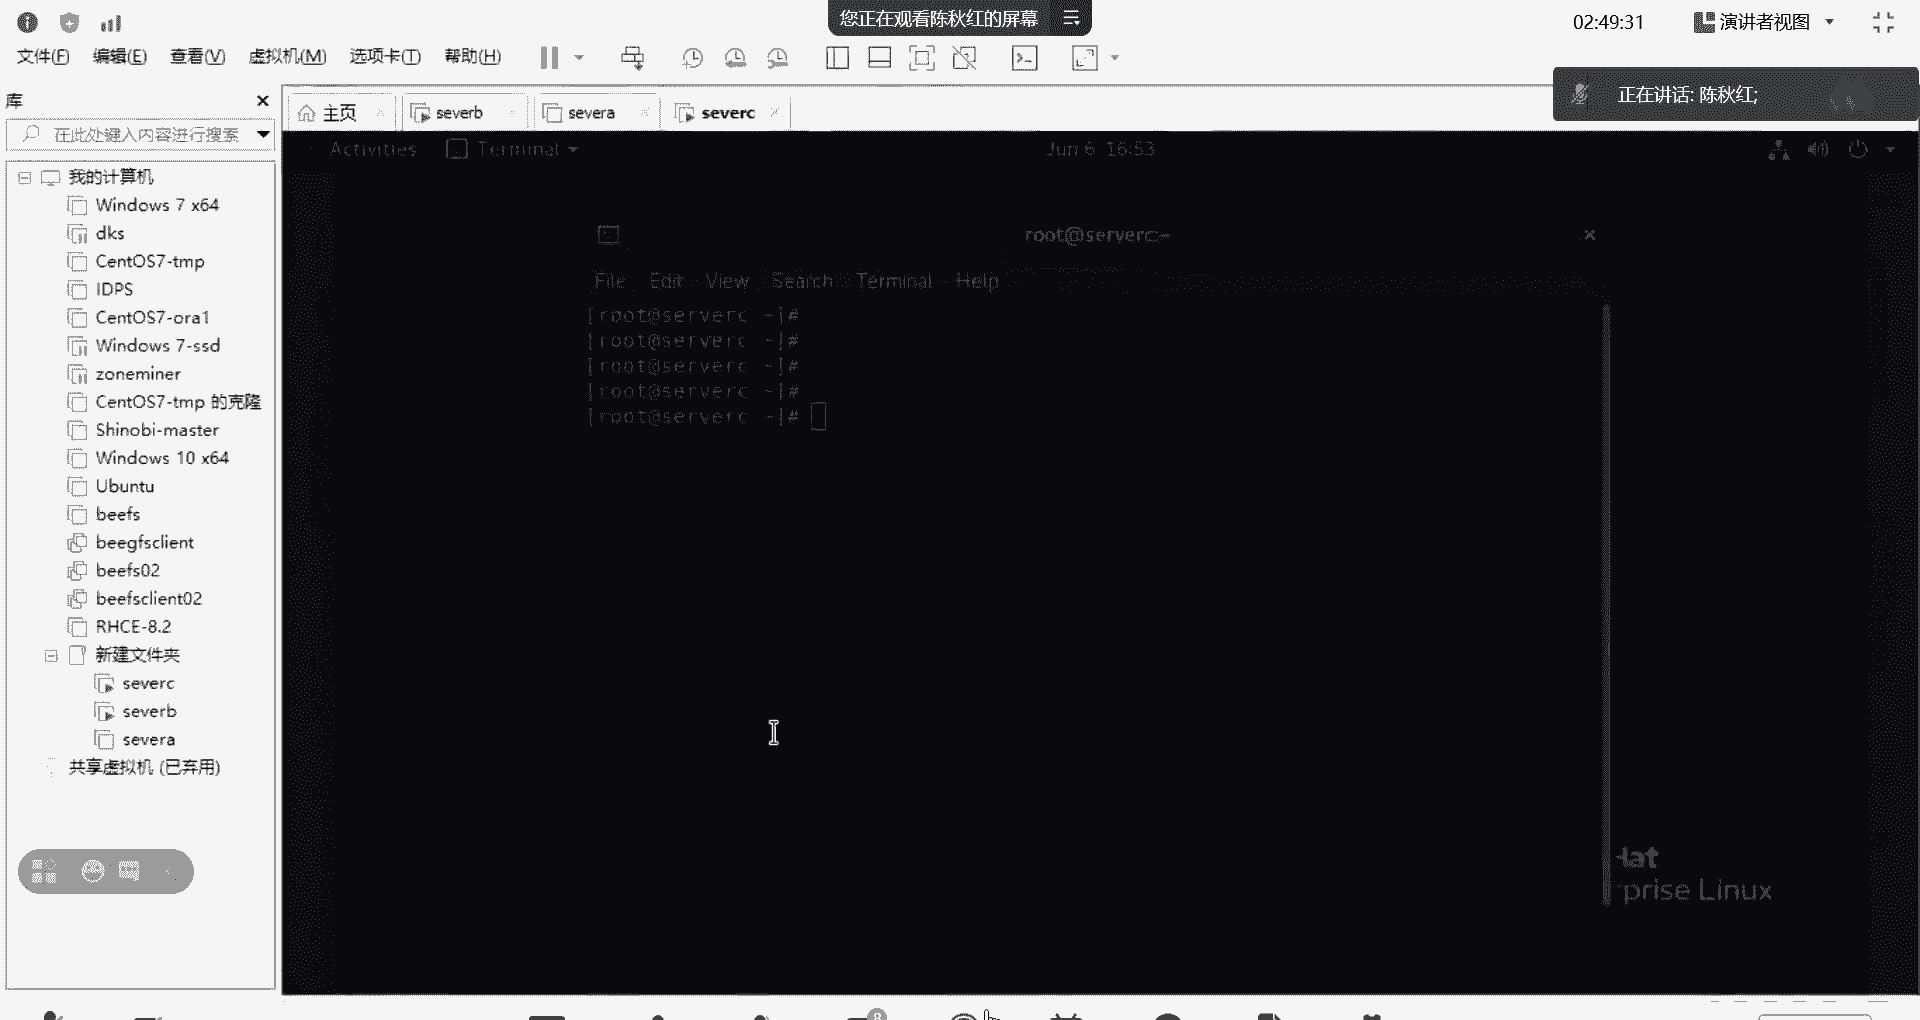 您正在观看陈秋红的屏幕
02:49:31
演讲者视图
文件(F) 编辑(E) 查看(V) 虚拟机(M) 选项卡(T) 帮助(H)
正在讲话: 陈秋红;
库
在此处键入内容进行搜索
主页 severb severa severc
我的计算机
Windows 7 x64
dks
CentOS7-tmp
IDPS
CentOS7-ora1
Windows 7-ssd
zoneminer
CentOS7-tmp 的克隆
Shinobi-master
Windows 10 x64
Ubuntu
beefs
beegfsclient
beefs02
beefsclient02
RHCE-8.2
新建文件夹
severc
severb
severa
共享虚拟机 (已弃用)
Activities Terminal Jun 6 16:53
root@serverc:~
File Edit View Search Terminal Help
[root@serverc ~]#
[root@serverc ~]#
[root@serverc ~]#
[root@serverc ~]#
[root@serverc ~]#
Hat
prise Linux
8